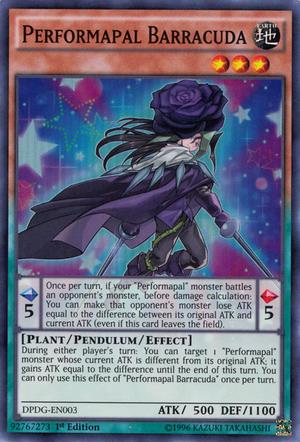 PERFORMAPAL BARRACUDA
EARTH
地
Once per turn, if your "Performapal" monster battles
an opponent's monster, before damage calculation:
You can make that opponent's monster lose ATK
equal to the difference between its original ATK and
current ATK (even if this card leaves the field).
5
5
[PLANT/PENDULUM/EFFECT]
During either player's turn: You can target 1 "Performapal"
monster whose current ATK is different from its original ATK; it
gains ATK equal to the difference until the end of this turn. You can
only use this effect of "Performapal Barracuda" once per turn.
DPDG-EN003
ATK/ 500 DEF/1100
92767273 1st Edition
©1996 KAZUKI TAKAHASHI